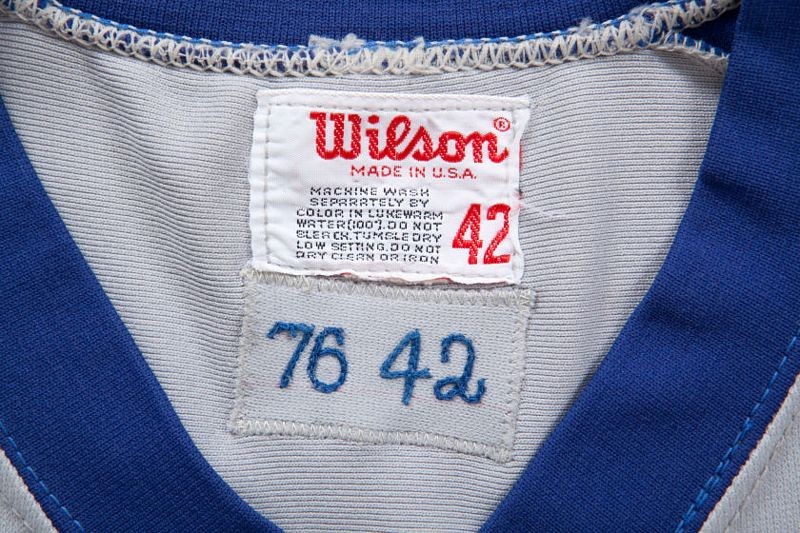 Wilson®
MADE IN U.S.A.
MACHINE WASH
SEPARATELY BY
COLOR IN LUKEWARM
WATER(100°). DO NOT
BLEACH. TUMBLE DRY
LOW SETTING. DO NOT
DRY CLEAN OR IRON
42
76 42